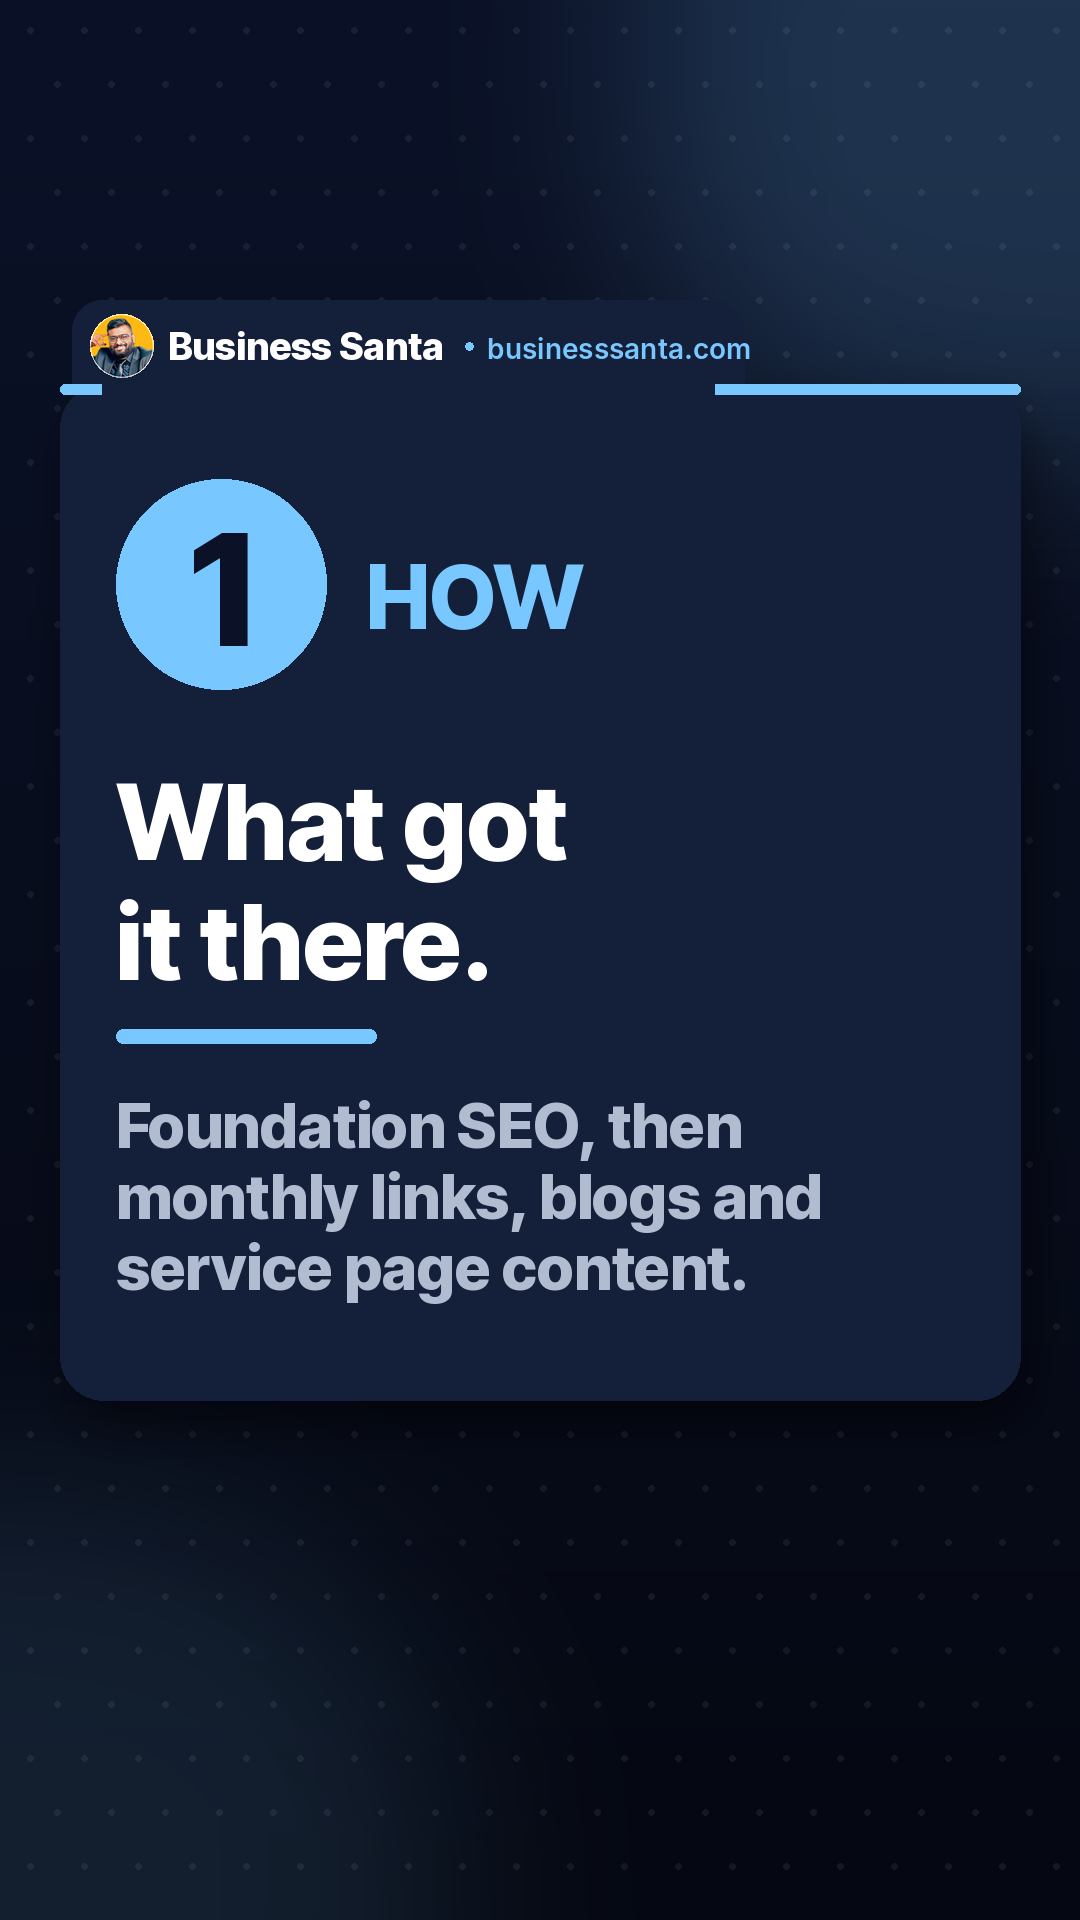 Business Santa • businesssanta.com
1 HOW
What got
it there.
Foundation SEO, then
monthly links, blogs and
service page content.